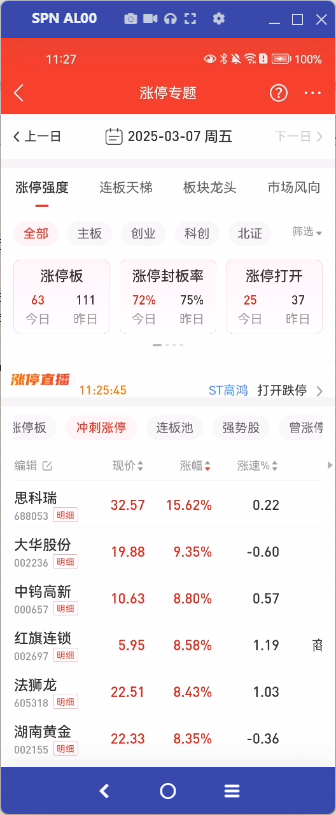 SPN AL00
11:27
100%
涨停专题
上一日
2025-03-07 周五
下一日
涨停强度 连板天梯 板块龙头 市场风向
全部 主板 创业 科创 北证 筛选
涨停板 涨停封板率 涨停打开
63 111 72% 75% 25 37
今日 昨日 今日 昨日 今日 昨日
涨停直播
11:25:45 ST高鸿 打开跌停
涨停板 冲刺涨停 连板池 强势股 曾涨停
编辑 现价 涨幅 涨速%
思科瑞 32.57 15.62% 0.22
688053 明细
大华股份 19.88 9.35% -0.60
002236 明细
中钨高新 10.63 8.80% 0.57
000657 明细
红旗连锁 5.95 8.58% 1.19 商
002697 明细
法狮龙 22.51 8.43% 1.03
605318 明细
湖南黄金 22.33 8.35% -0.36
002155 明细